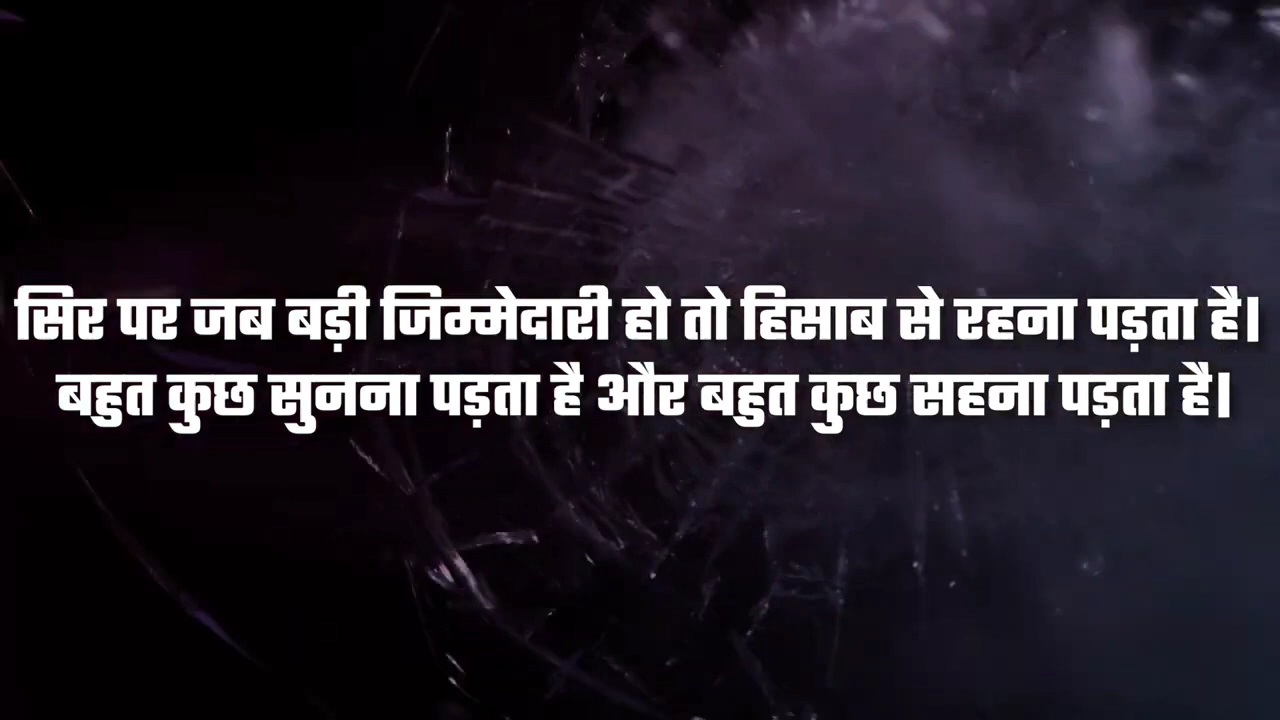 सिर पर जब बड़ी जिम्मेदारी हो तो हिसाब से रहना पड़ता है।
बहुत कुछ सुनना पड़ता है और बहुत कुछ सहना पड़ता है।